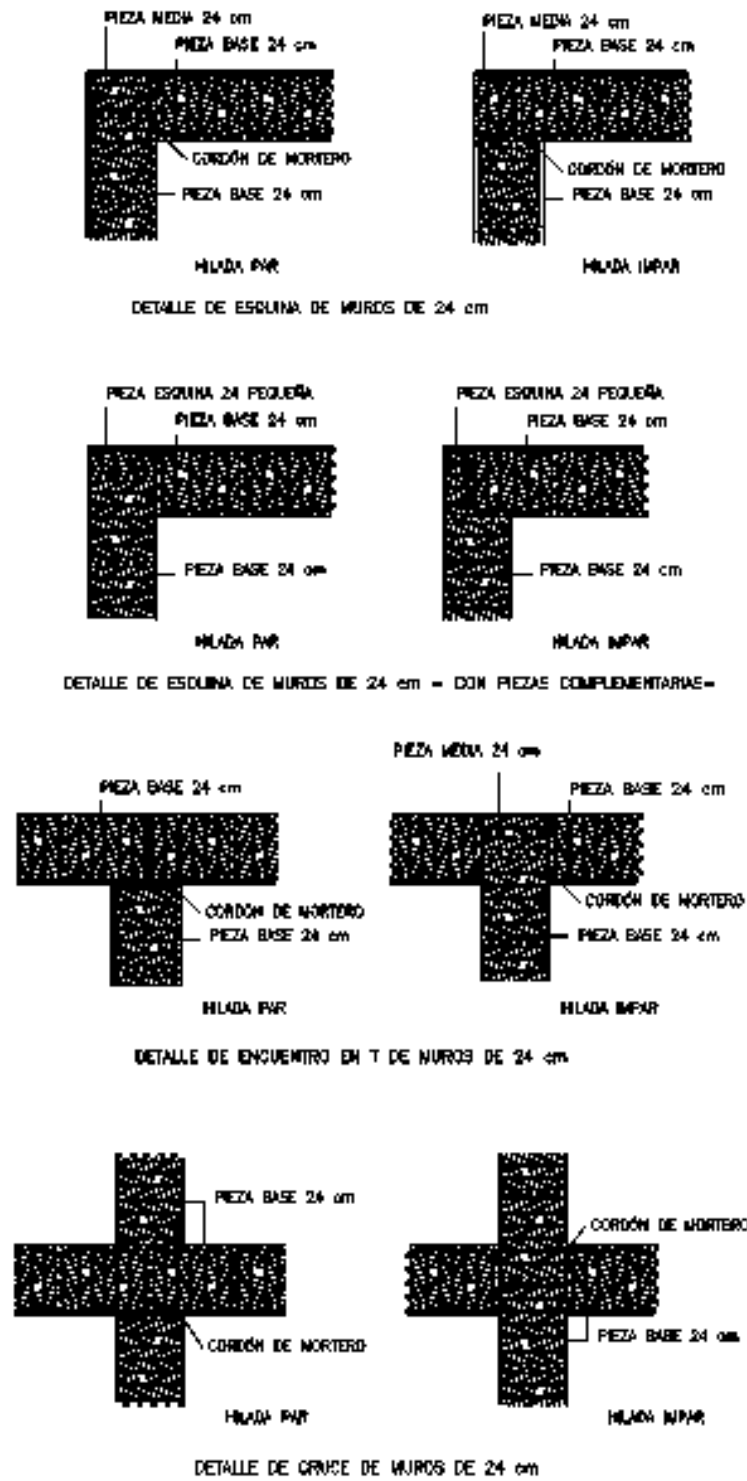 PIEZA MEDIA 24 cm
PIEZA BASE 24 cm
CORDÓN DE MORTERO
PIEZA BASE 24 cm
HILADA PAR
PIEZA MEDIA 24 cm
PIEZA BASE 24 cm
CORDÓN DE MORTERO
PIEZA BASE 24 cm
HILADA IMPAR
DETALLE DE ESQUINA DE MUROS DE 24 cm
PIEZA ESQUINA 24 PEQUEÑA
PIEZA BASE 24 cm
PIEZA BASE 24 cm
HILADA PAR
PIEZA ESQUINA 24 PEQUEÑA
PIEZA BASE 24 cm
PIEZA BASE 24 cm
HILADA IMPAR
DETALLE DE ESQUINA DE MUROS DE 24 cm - CON PIEZAS COMPLEMENTARIAS-
PIEZA BASE 24 cm
CORDÓN DE MORTERO
PIEZA BASE 24 cm
HILADA PAR
PIEZA MEDIA 24 cm
PIEZA BASE 24 cm
CORDÓN DE MORTERO
PIEZA BASE 24 cm
HILADA IMPAR
DETALLE DE ENCUENTRO EN T DE MUROS DE 24 cm
PIEZA BASE 24 cm
CORDÓN DE MORTERO
HILADA PAR
CORDÓN DE MORTERO
PIEZA BASE 24 cm
HILADA IMPAR
DETALLE DE CRUCE DE MUROS DE 24 cm